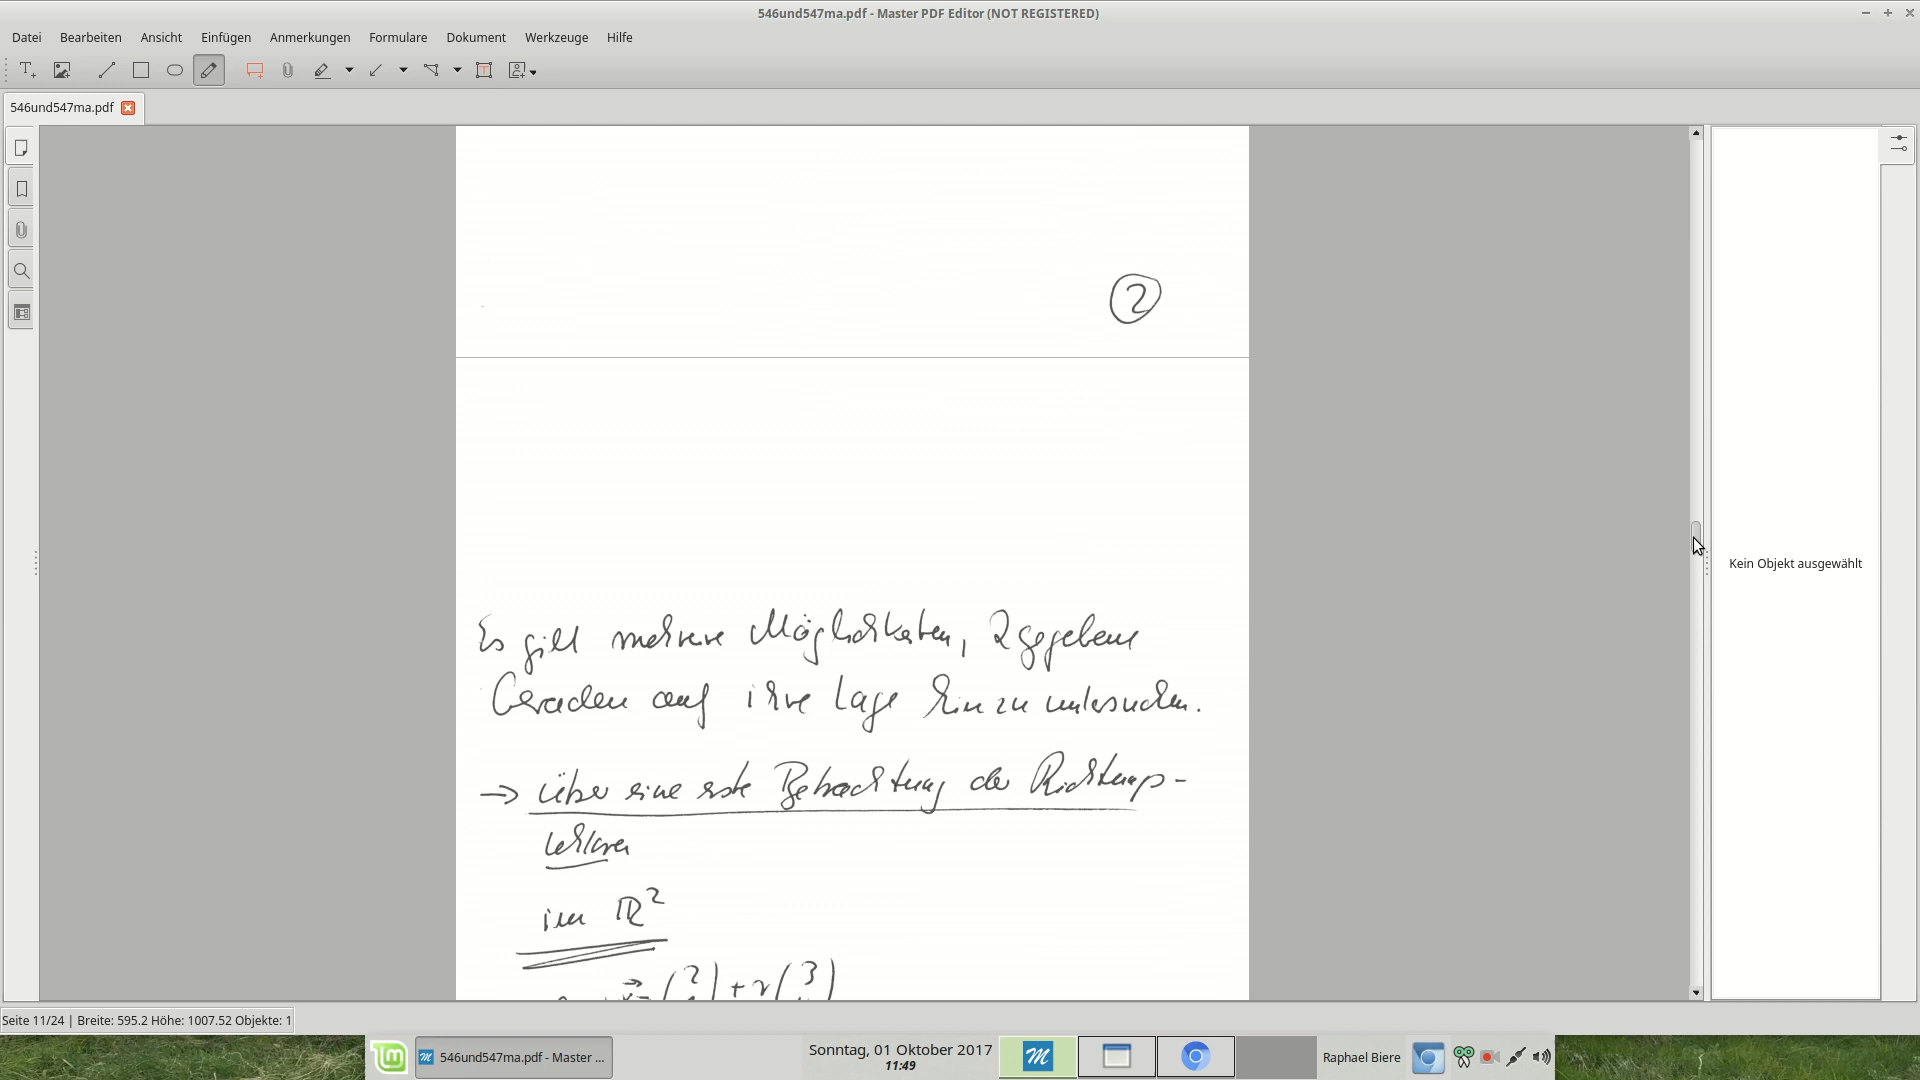 546und547ma.pdf - Master PDF Editor (NOT REGISTERED)
Datei Bearbeiten Ansicht Einfügen Anmerkungen Formulare Dokument Werkzeuge Hilfe
546und547ma.pdf
2
Es gibt mehrere Möglichkeiten, 2 gegebene
Geraden auf ihre Lage hin zu untersuchen.
→ über eine erste Betrachtung der Richtungs-
vektoren
im ℝ²
x⃗ = (2) + r (3)
Kein Objekt ausgewählt
Seite 11/24 | Breite: 595.2 Höhe: 1007.52 Objekte: 1
546und547ma.pdf - Master ...
Sonntag, 01 Oktober 2017
11:49
Raphael Biere